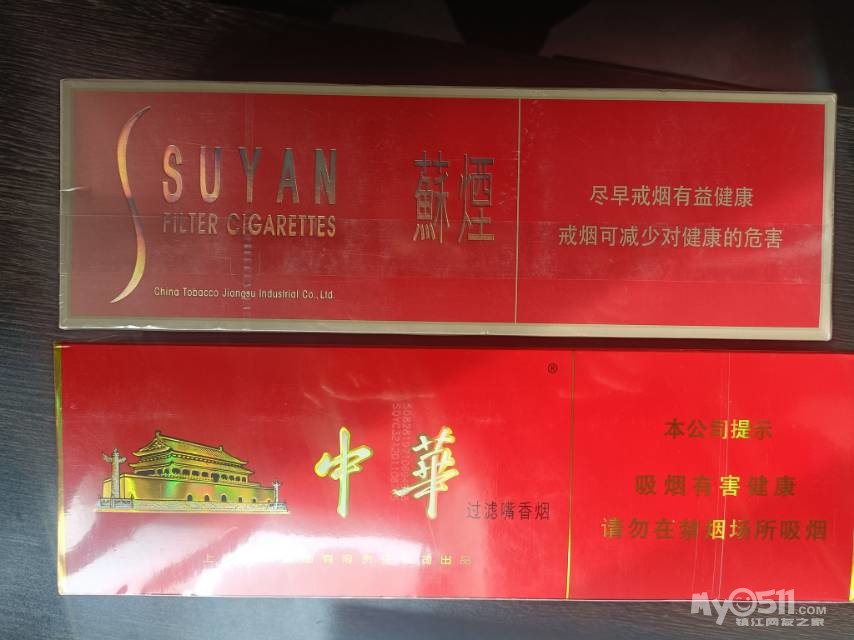 SUYAN
FILTER CIGARETTES
China Tobacco Jiangsu Industrial Co., Ltd.
蘇煙
尽早戒烟有益健康
戒烟可减少对健康的危害
®
中華
过滤嘴香烟
本公司提示
吸烟有害健康
请勿在禁烟场所吸烟
My0511.COM
镇江网友之家